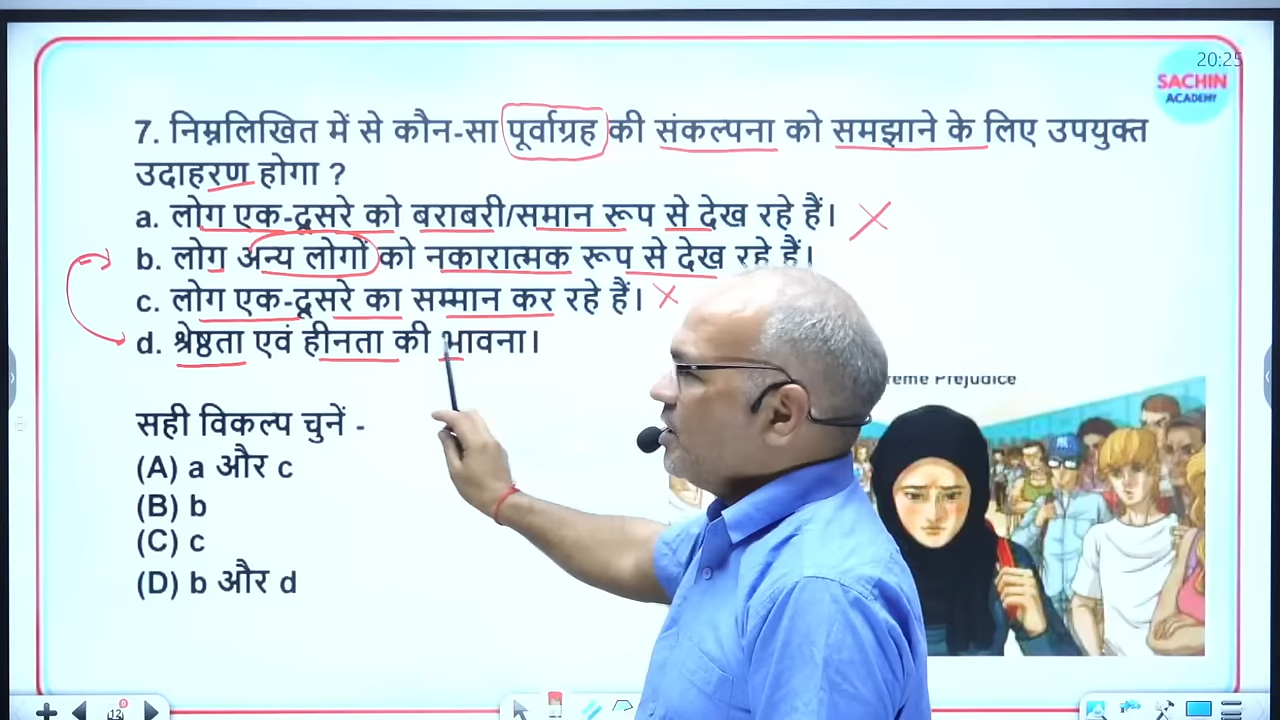 20:25
SACHIN
ACADEMY
7. निम्नलिखित में से कौन-सा पूर्वाग्रह की संकल्पना को समझाने के लिए उपयुक्त
उदाहरण होगा ?
a. लोग एक-दूसरे को बराबरी/समान रूप से देख रहे हैं।
b. लोग अन्य लोगों को नकारात्मक रूप से देख रहे हैं।
c. लोग एक-दूसरे का सम्मान कर रहे हैं।
d. श्रेष्ठता एवं हीनता की भावना।
Prejudice
सही विकल्प चुनें -
(A) a और c
(B) b
(C) c
(D) b और d
12